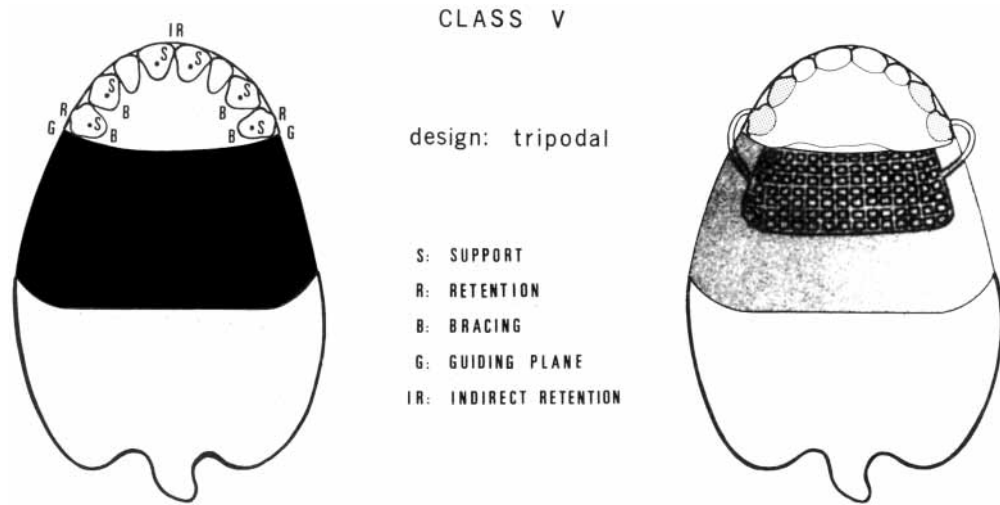 CLASS V
IR
S S
S S
R B B R
G S B B S G
design: tripodal
S: SUPPORT
R: RETENTION
B: BRACING
G: GUIDING PLANE
IR: INDIRECT RETENTION